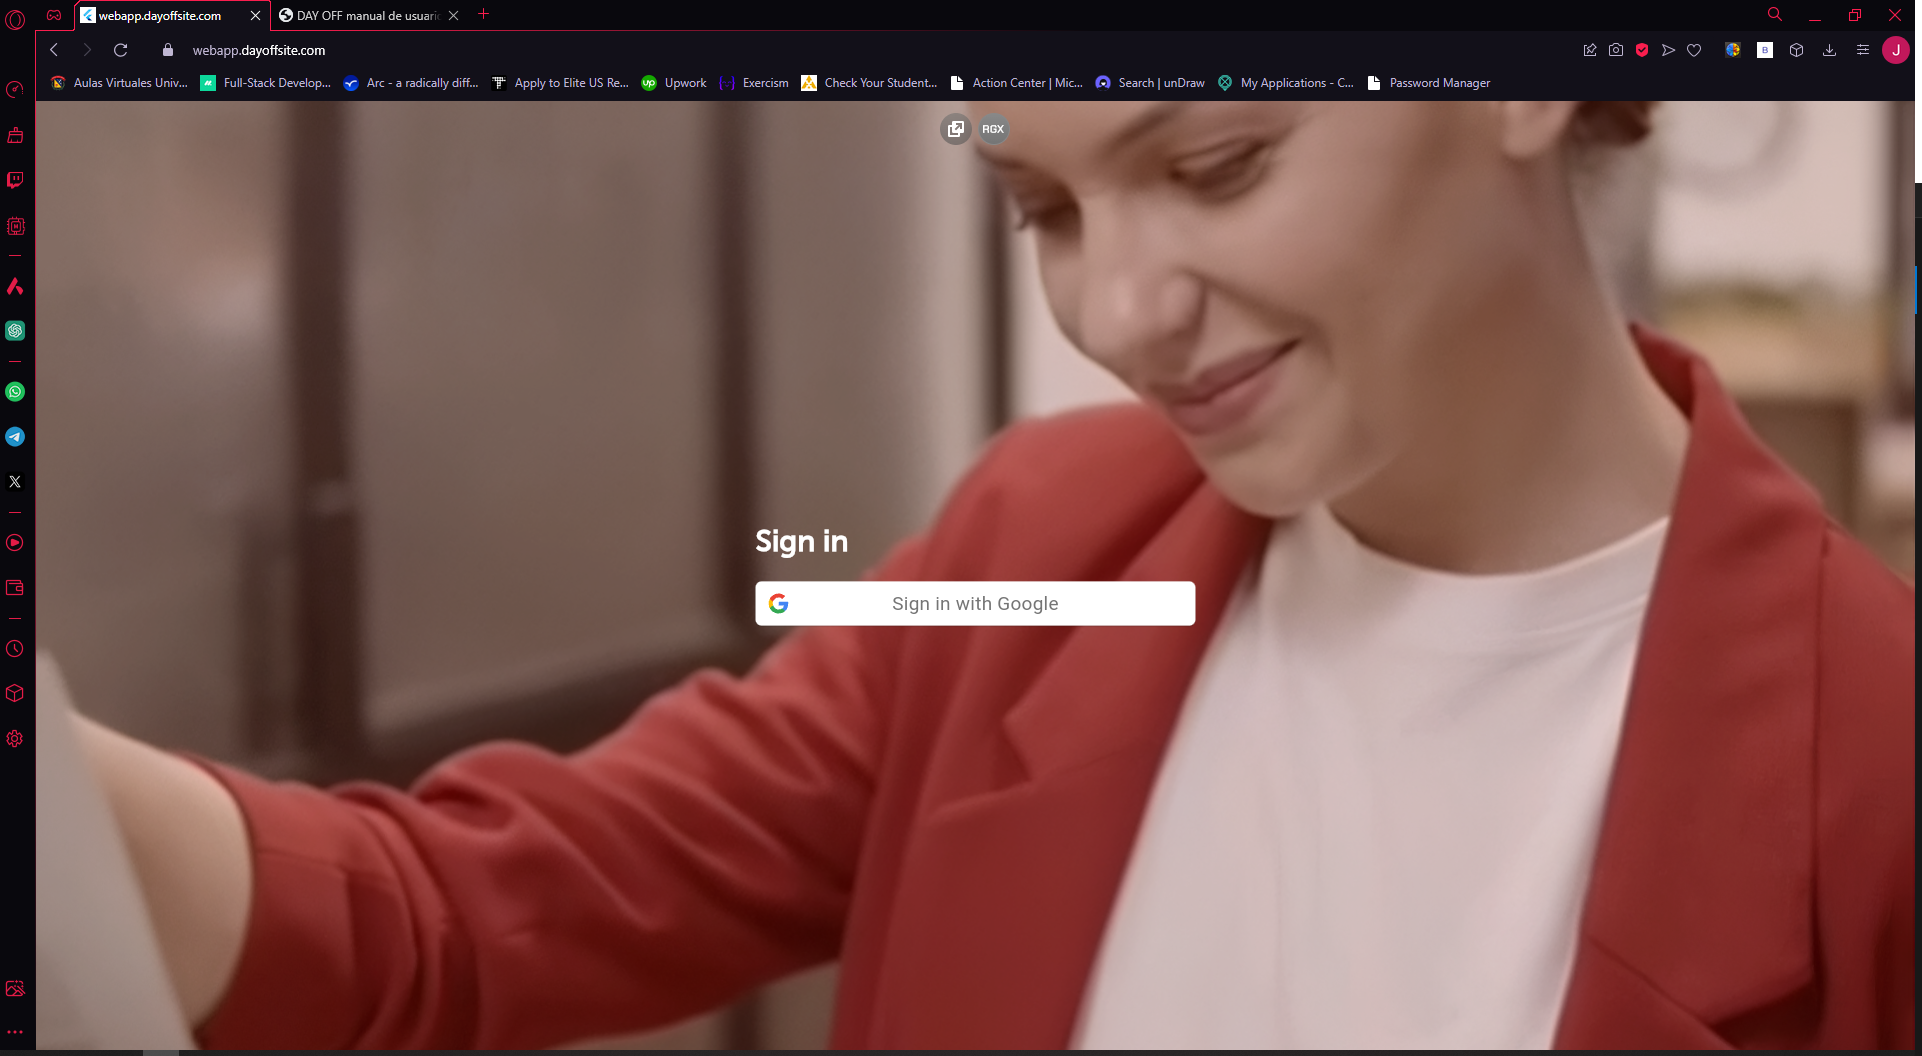 webapp.dayoffsite.com
DAY OFF manual de usuari
webapp.dayoffsite.com
B
J
Aulas Virtuales Univ...
Full-Stack Develop...
Arc - a radically diff...
Apply to Elite US Re...
up
Upwork
Exercism
Check Your Student...
Action Center | Mic...
Search | unDraw
My Applications - C...
Password Manager
RGX
Sign in
Sign in with Google